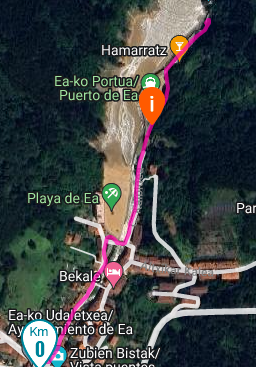 Hamarratz
Ea-ko Portua/
Puerto de Ea
i
Playa de Ea
Par
Bekale
Ea-ko Udaletxea/
Ayuntamiento de Ea
Km
0
Zubien Bistak/
Vista puentes